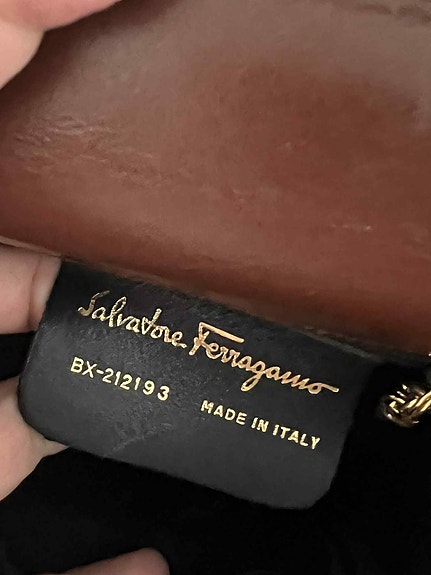 Salvatore Ferragamo
BX-212193
MADE IN ITALY